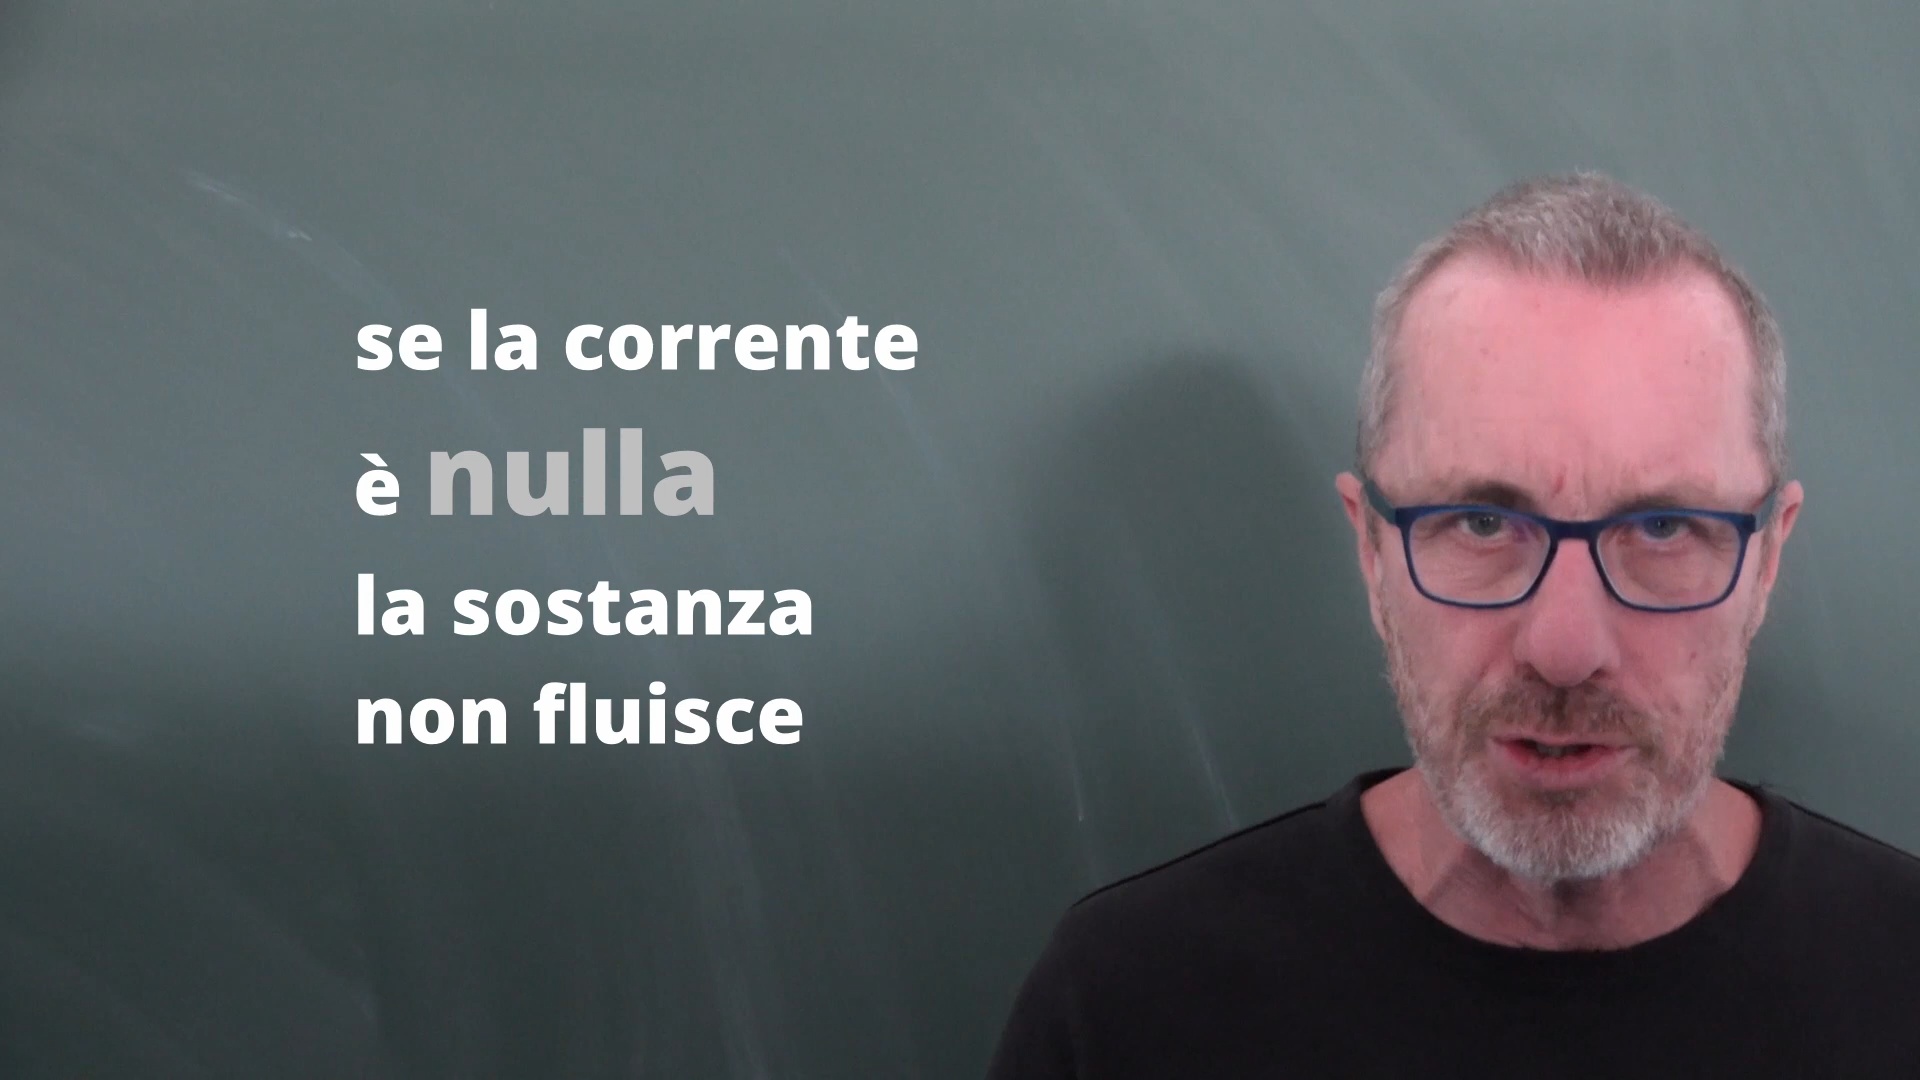 se la corrente
è nulla
la sostanza
non fluisce